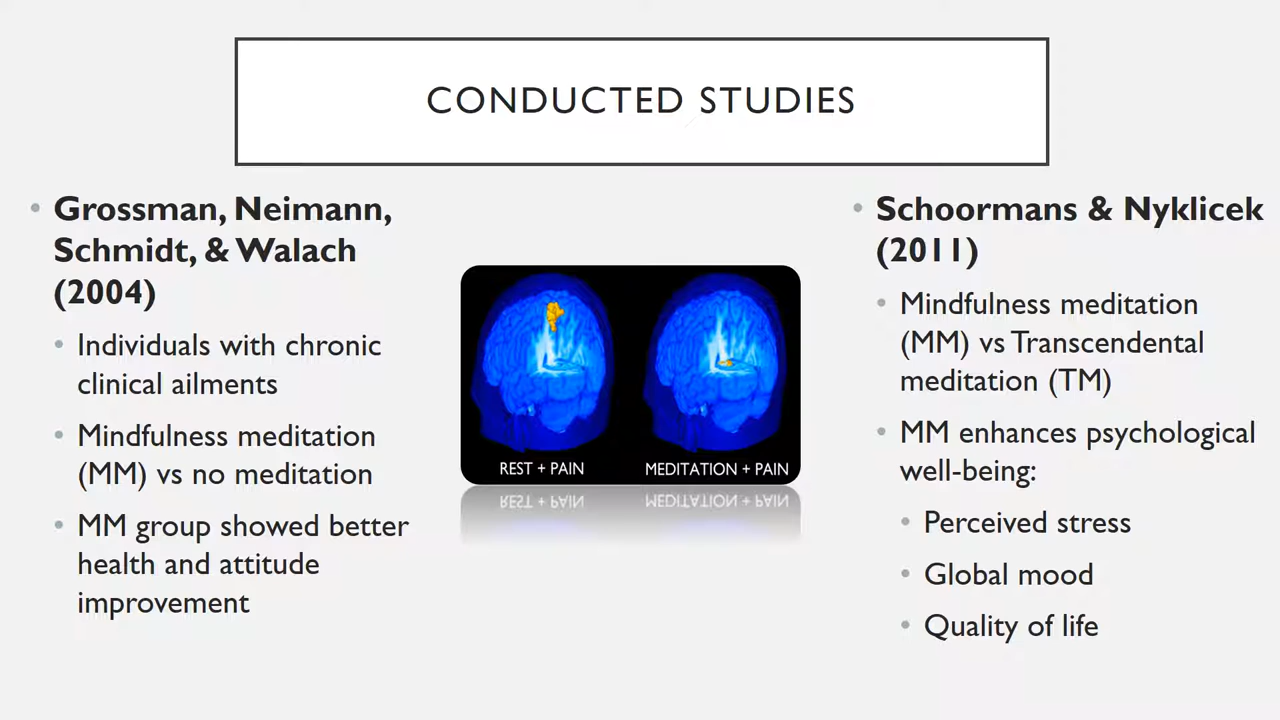 CONDUCTED STUDIES
• Grossman, Neimann,
Schmidt, & Walach
(2004)
• Individuals with chronic
clinical ailments
• Mindfulness meditation
(MM) vs no meditation
• MM group showed better
health and attitude
improvement
REST + PAIN
MEDITATION + PAIN
• Schoormans & Nyklicek
(2011)
• Mindfulness meditation
(MM) vs Transcendental
meditation (TM)
• MM enhances psychological
well-being:
• Perceived stress
• Global mood
• Quality of life